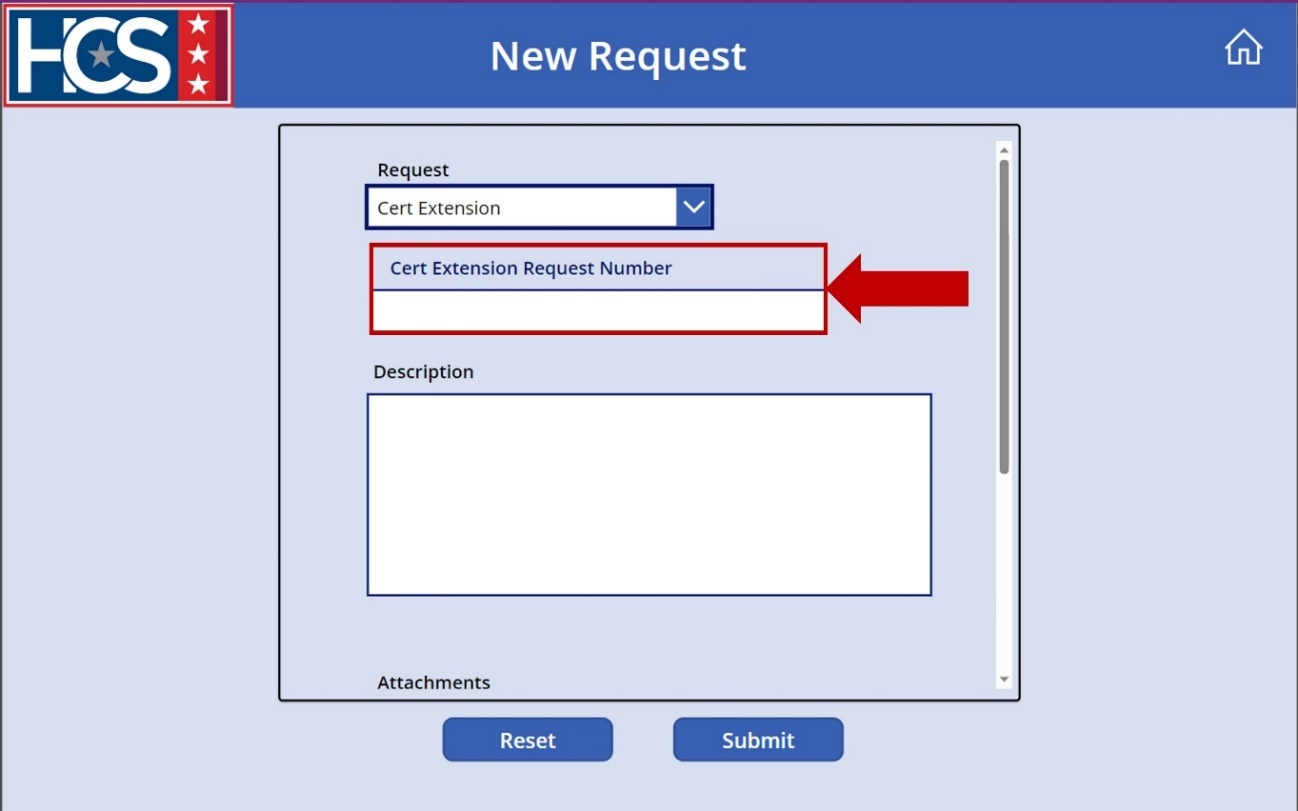 HCS
New Request
Request
Cert Extension
Cert Extension Request Number
Description
Attachments
Reset
Submit